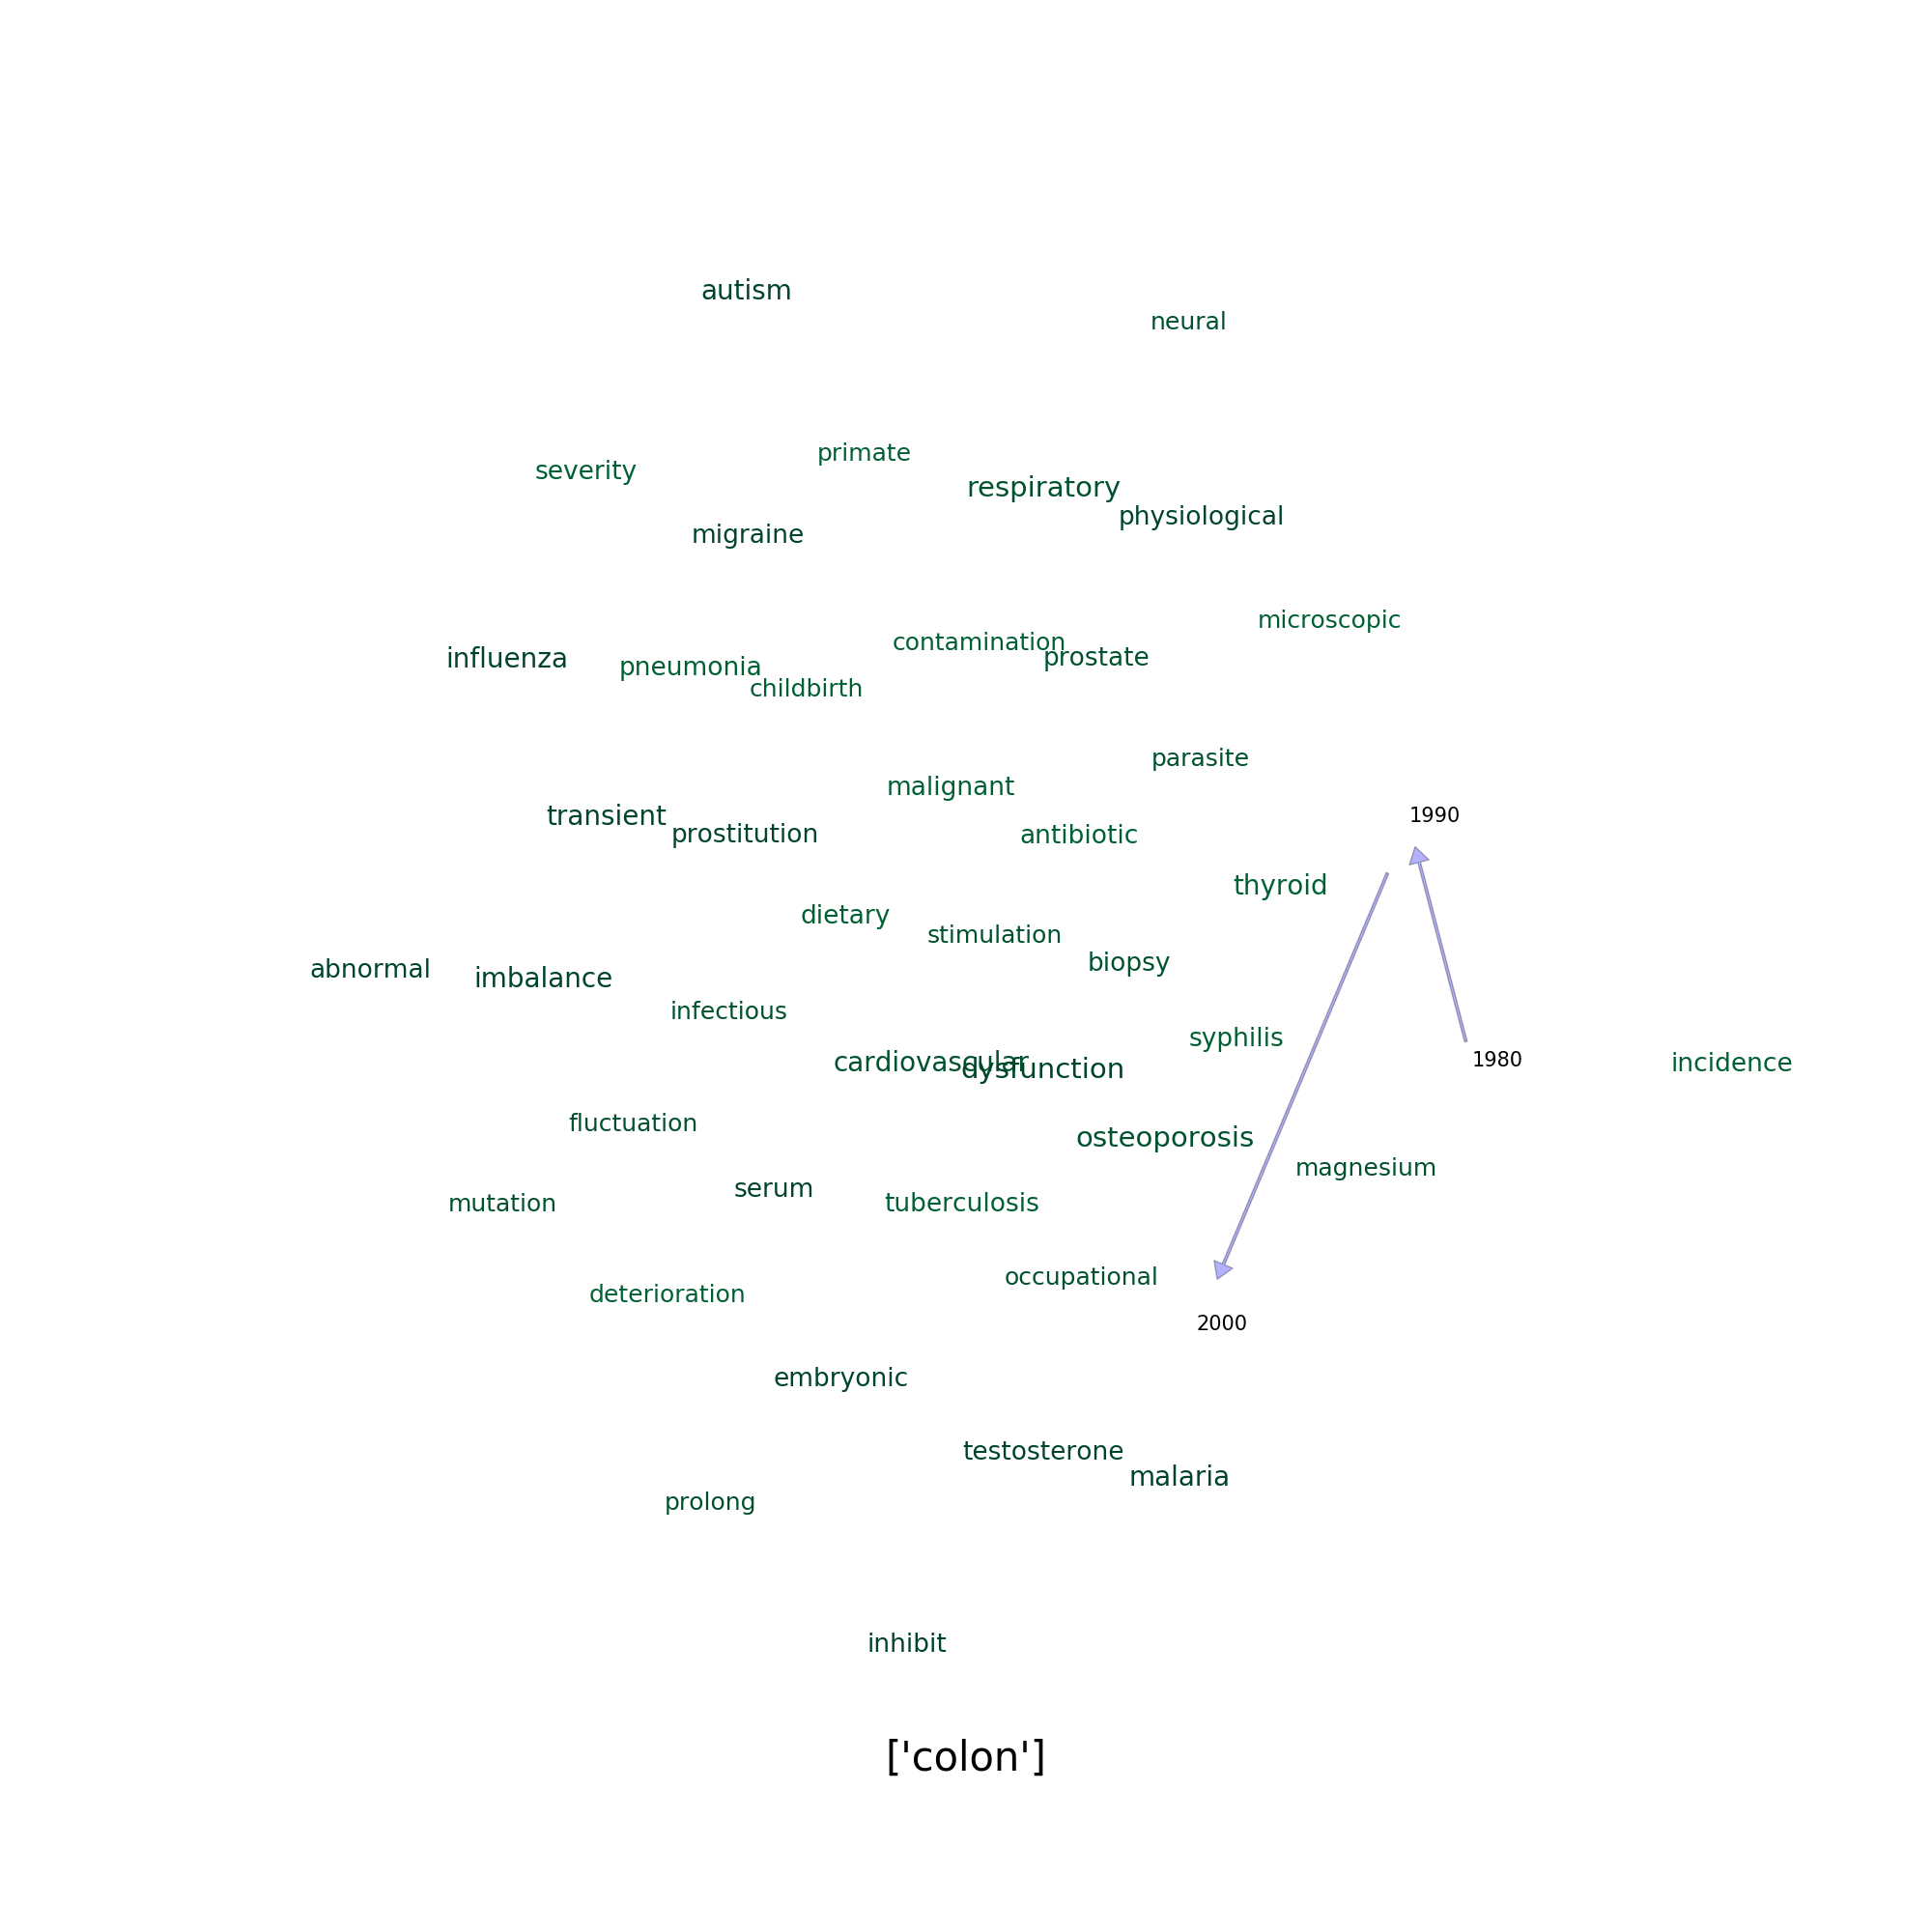 autism
neural
primate
severity
respiratory
physiological
migraine
microscopic
contamination
prostate
influenza
pneumonia
childbirth
parasite
malignant
1990
transient
prostitution
antibiotic
thyroid
dietary
stimulation
biopsy
abnormal
imbalance
infectious
syphilis
cardiovascular
dysfunction
1980
incidence
fluctuation
osteoporosis
magnesium
serum
mutation
tuberculosis
occupational
deterioration
2000
embryonic
testosterone
malaria
prolong
inhibit
['colon']